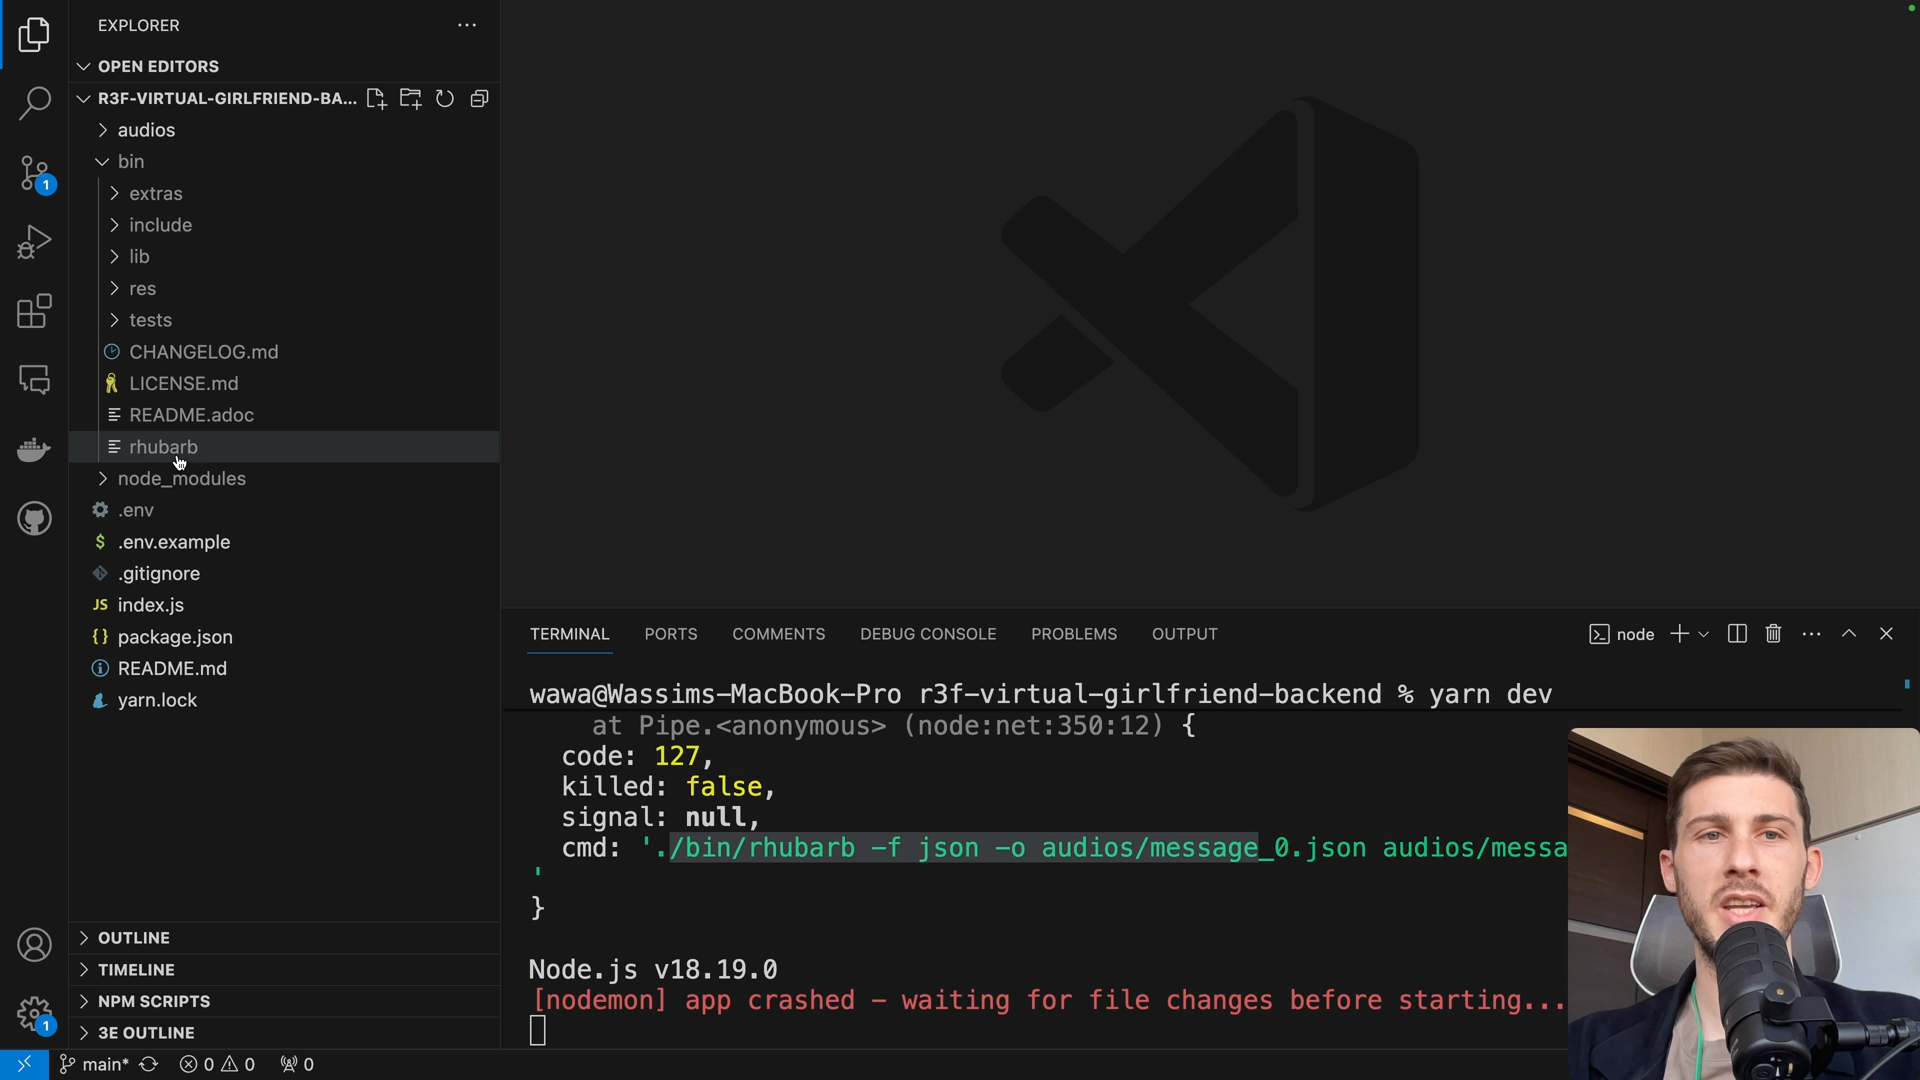 EXPLORER
OPEN EDITORS
R3F-VIRTUAL-GIRLFRIEND-BA...
audios
bin
extras
include
lib
res
tests
CHANGELOG.md
LICENSE.md
README.adoc
rhubarb
node_modules
.env
$ .env.example
.gitignore
JS index.js
{} package.json
README.md
yarn.lock
OUTLINE
TIMELINE
NPM SCRIPTS
3E OUTLINE
1
1
main* 0 0 0
TERMINAL PORTS COMMENTS DEBUG CONSOLE PROBLEMS OUTPUT node
wawa@Wassims-MacBook-Pro r3f-virtual-girlfriend-backend % yarn dev
at Pipe.<anonymous> (node:net:350:12) {
code: 127,
killed: false,
signal: null,
cmd: './bin/rhubarb -f json -o audios/message_0.json audios/messa
'
}
Node.js v18.19.0
[nodemon] app crashed - waiting for file changes before starting...